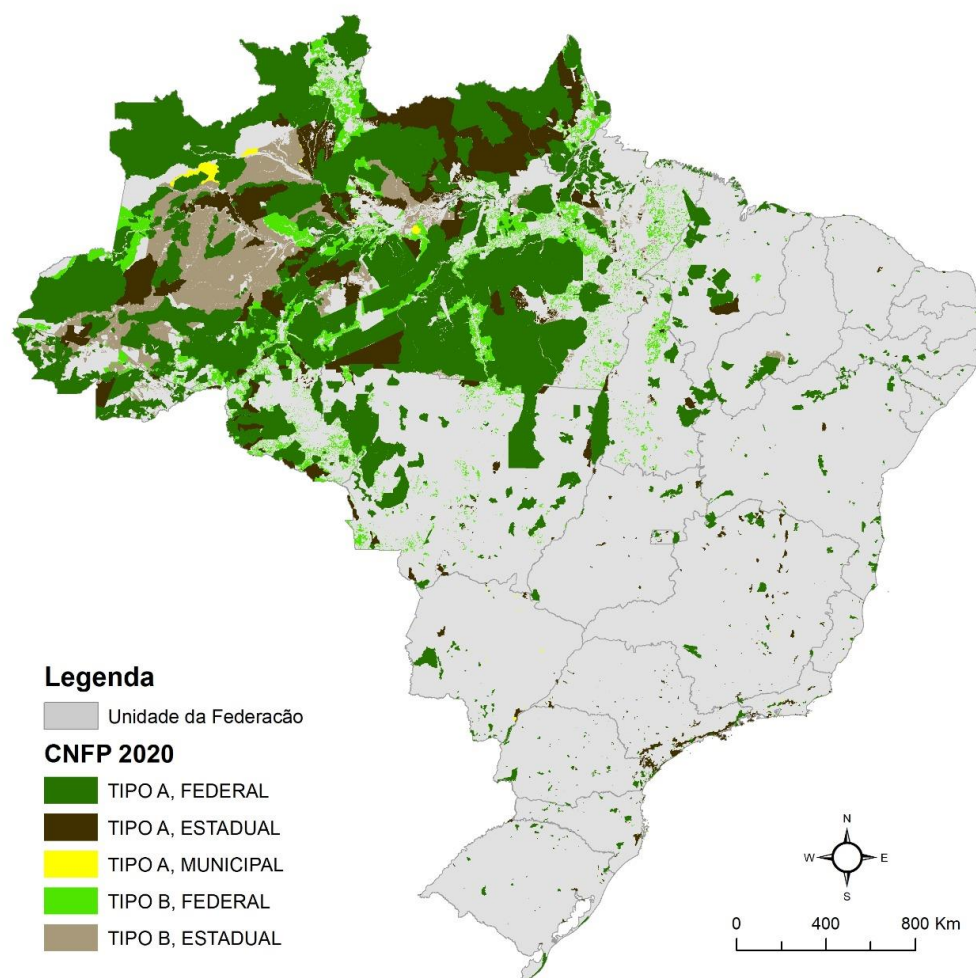 Legenda
Unidade da Federacão
CNFP 2020
TIPO A, FEDERAL
TIPO A, ESTADUAL
TIPO A, MUNICIPAL
TIPO B, FEDERAL
TIPO B, ESTADUAL
N
W E
S
0 400 800 Km